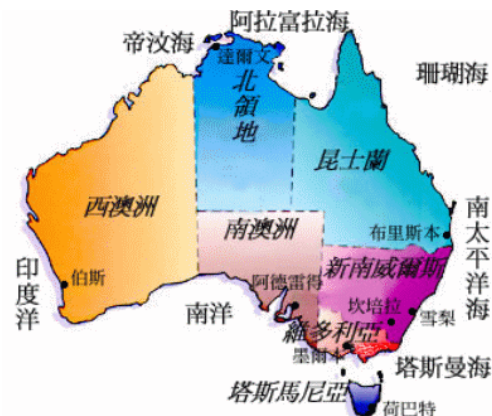 阿拉富拉海
帝汶海
達爾文
北領地
珊瑚海
昆士蘭
西澳洲
南澳洲
布里斯本
南太平洋海
新南威爾斯
印度洋
伯斯
南洋
阿德雷得
坎培拉
雪梨
維多利亞
墨爾本
塔斯曼海
塔斯馬尼亞
荷巴特